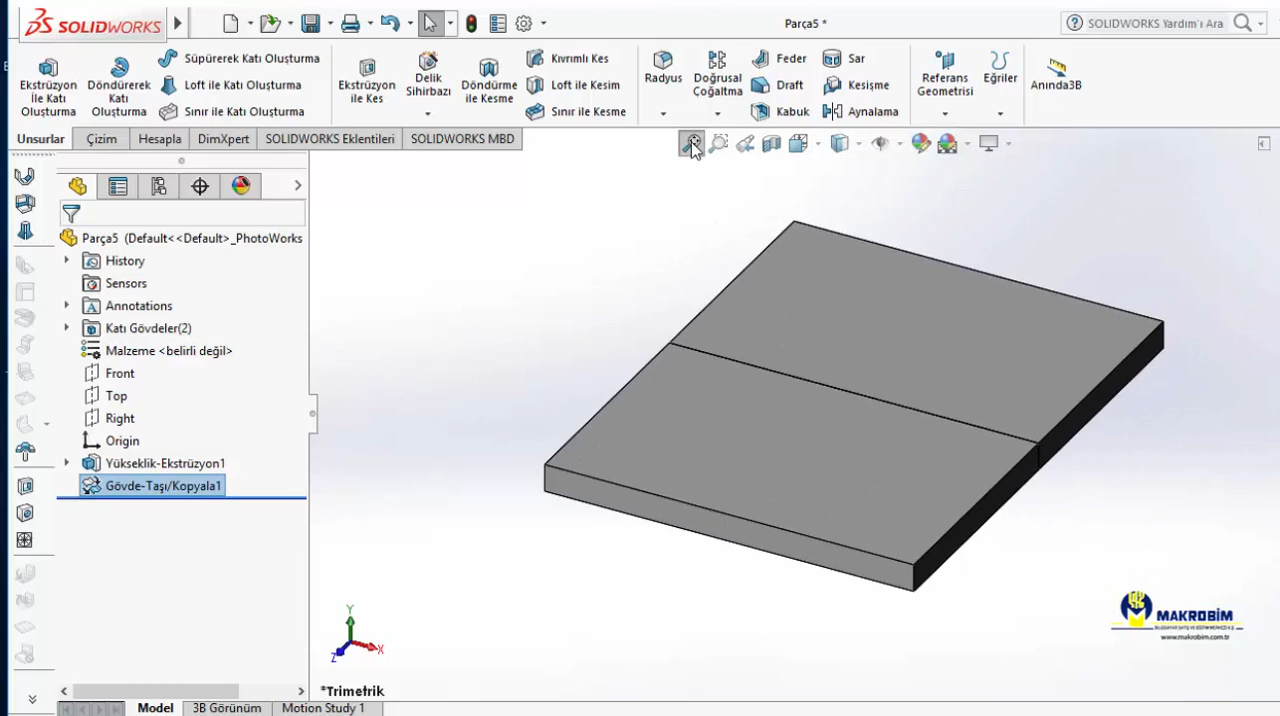 SOLIDWORKS
Parça5 *
SOLIDWORKS Yardım'ı Ara
Ekstrüzyon
ile Katı
Oluşturma
Döndürerek
Katı
Oluşturma
Süpürerek Katı Oluşturma
Loft ile Katı Oluşturma
Sınır ile Katı Oluşturma
Ekstrüzyon
ile Kes
Delik
Sihirbazı
Döndürme
ile Kesme
Kıvrımlı Kes
Loft ile Kesim
Sınır ile Kesme
Radyus
Doğrusal
Çoğaltma
Feder
Draft
Kabuk
Sar
Kesişme
Aynalama
Referans
Geometrisi
Eğriler
Anında3B
Unsurlar
Çizim
Hesapla
DimXpert
SOLIDWORKS Eklentileri
SOLIDWORKS MBD
Parça5 (Default<<Default>_PhotoWorks
History
Sensors
Annotations
Katı Gövdeler(2)
Malzeme <belirli değil>
Front
Top
Right
Origin
Yükseklik-Ekstrüzyon1
Gövde-Taşı/Kopyala1
Y
X
Z
*Trimetrik
MAKROBİM
www.makrobim.com.tr
Model
3B Görünüm
Motion Study 1